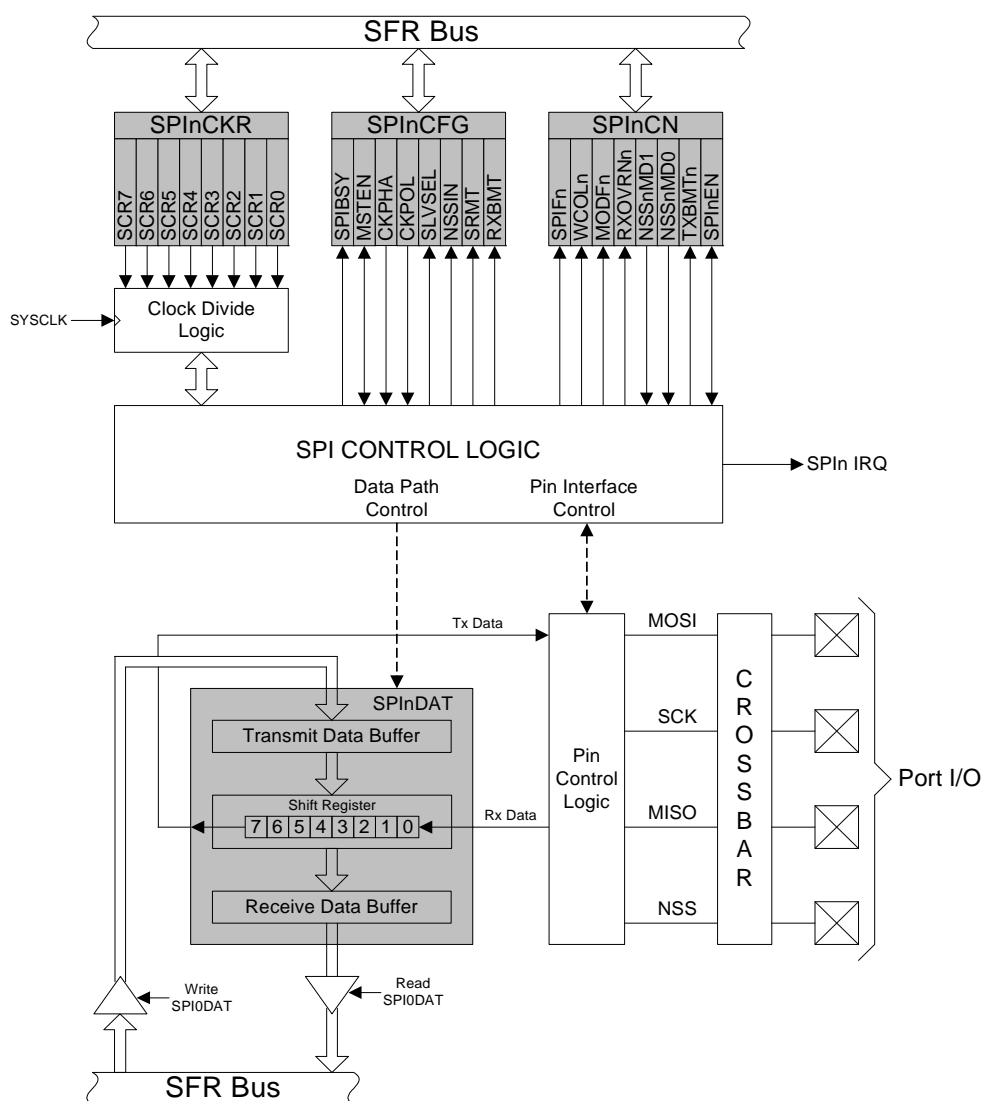 SFR Bus
SPInCKR
SPInCFG
SPInCN
SCR7
SCR6
SCR5
SCR4
SCR3
SCR2
SCR1
SCR0
SPIBSY
MSTEN
CKPHA
CKPOL
SLVSEL
NSSIN
SRMT
RXBMT
SPIFn
WCOLn
MODFn
RXOVRNn
NSSnMD1
NSSnMD0
TXBMTn
SPInEN
SYSCLK
Clock Divide
Logic
SPI CONTROL LOGIC
Data Path
Control
Pin Interface
Control
SPIn IRQ
Tx Data
SPInDAT
Transmit Data Buffer
Shift Register
7 6 5 4 3 2 1 0
Rx Data
Receive Data Buffer
Pin
Control
Logic
MOSI
SCK
MISO
NSS
CROSSBAR
Port I/O
Write
SPI0DAT
Read
SPI0DAT
SFR Bus